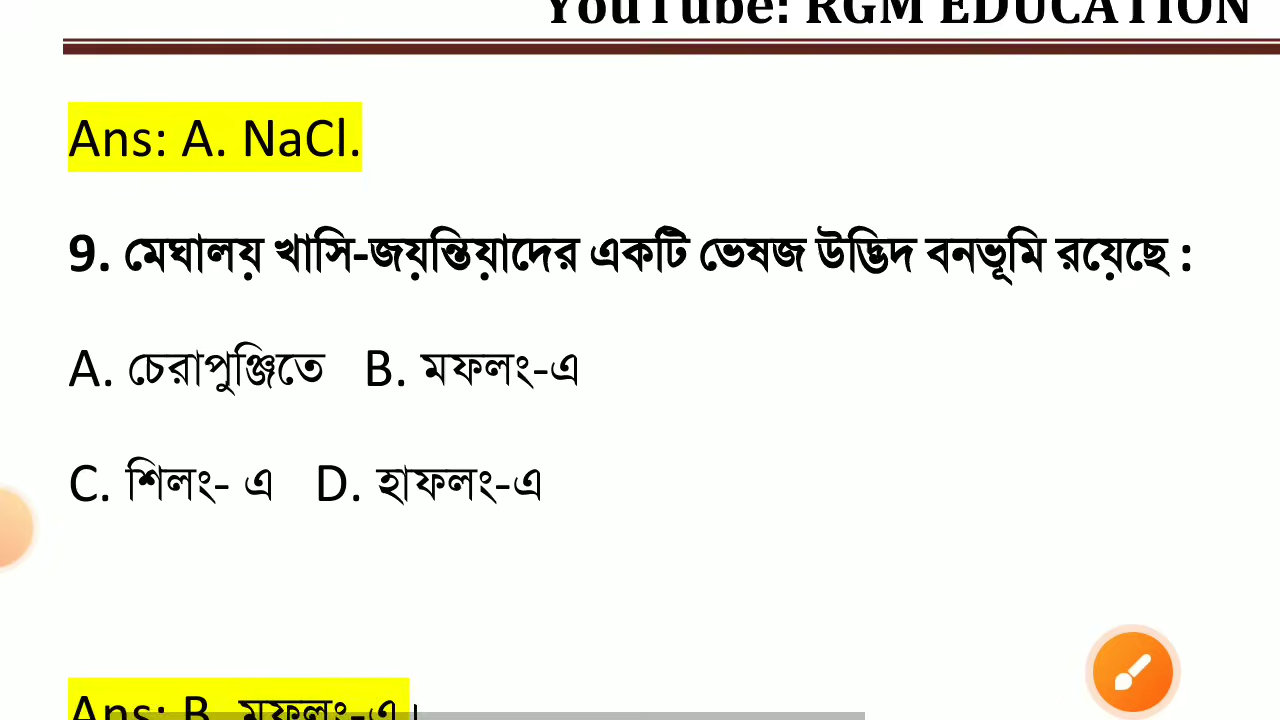 YouTube: RGM EDUCATION
Ans: A. NaCl.
9. মেঘালয় খাসি-জয়ন্তিয়াদের একটি ভেষজ উদ্ভিদ বনভূমি রয়েছে :
A. চেরাপুঞ্জিতে B. মফলং-এ
C. শিলং- এ D. হাফলং-এ
Ans: B. মফলং-এ।